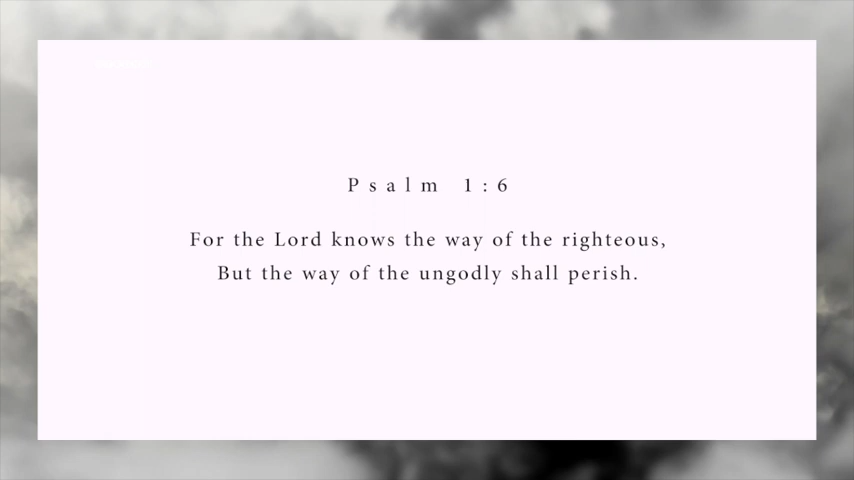 Psalm 1:6
For the Lord knows the way of the righteous,
But the way of the ungodly shall perish.